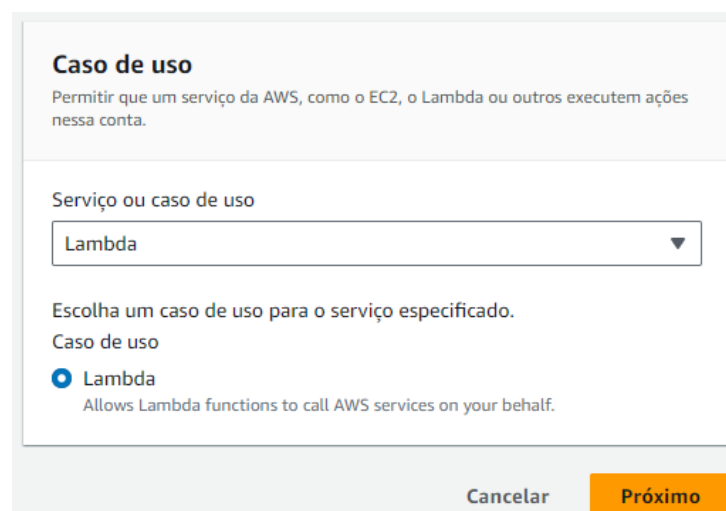 Caso de uso
Permitir que um serviço da AWS, como o EC2, o Lambda ou outros executem ações
nessa conta.
Serviço ou caso de uso
Lambda
Escolha um caso de uso para o serviço especificado.
Caso de uso
Lambda
Allows Lambda functions to call AWS services on your behalf.
Cancelar
Próximo